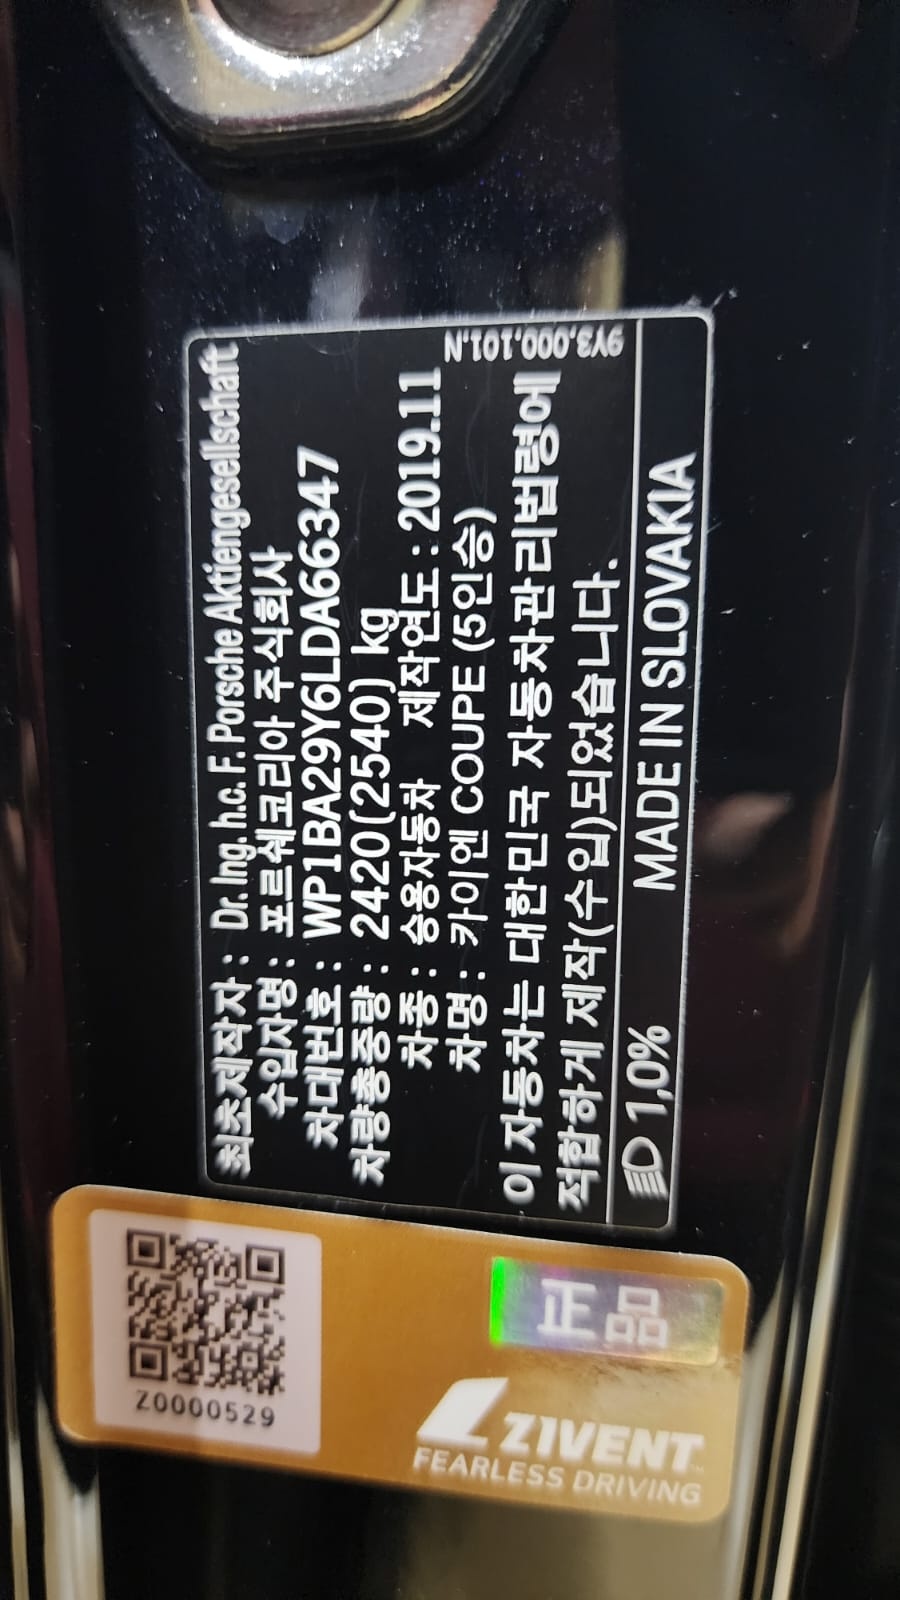 최초제작자 : Dr. Ing. h.c. F. Porsche Aktiengesellschaft
수입자명 : 포르쉐코리아 주식회사
차대번호 : WP1BA29Y6LDA66347
차량총중량 : 2420(2540) kg
차종 : 승용자동차 제작연도 : 2019.11
차명 : 카이엔 COUPE (5인승)
이 자동차는 대한민국 자동차관리법령에
적합하게 제작(수입)되었습니다.
9Y3.000.101.N
1,0% MADE IN SLOVAKIA
Z0000529
正品
ZIVENT™
FEARLESS DRIVING